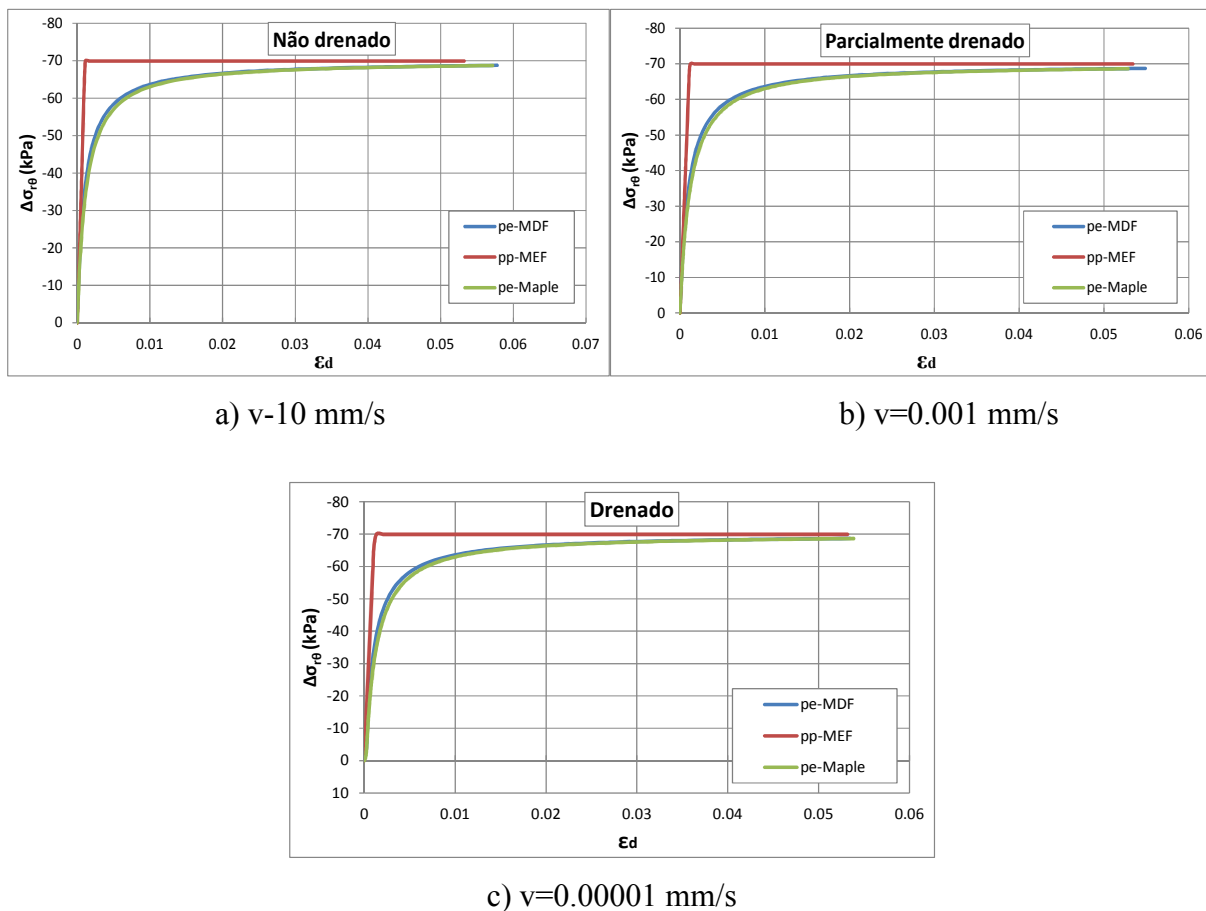 Não drenado
-80
-70
-60
-50
-40
-30
-20
-10
0
Δσrθ (kPa)
0 0.01 0.02 0.03 0.04 0.05 0.06 0.07
εd
pe-MDF
pp-MEF
pe-Maple
a) v-10 mm/s
Parcialmente drenado
-80
-70
-60
-50
-40
-30
-20
-10
0
Δσrθ (kPa)
0 0.01 0.02 0.03 0.04 0.05 0.06
εd
pe-MDF
pp-MEF
pe-Maple
b) v=0.001 mm/s
Drenado
-80
-70
-60
-50
-40
-30
-20
-10
0
10
Δσrθ (kPa)
0 0.01 0.02 0.03 0.04 0.05 0.06
εd
pe-MDF
pp-MEF
pe-Maple
c) v=0.00001 mm/s